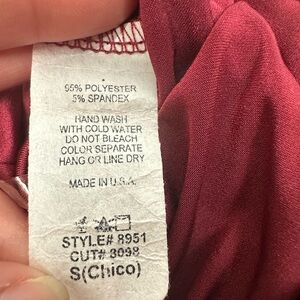 95% POLYESTER
5% SPANDEX
HAND WASH
WITH COLD WATER
DO NOT BLEACH
COLOR SEPARATE
HANG OR LINE DRY
MADE IN U.S.A.
STYLE# 8951
CUT# 3098
S(Chico)